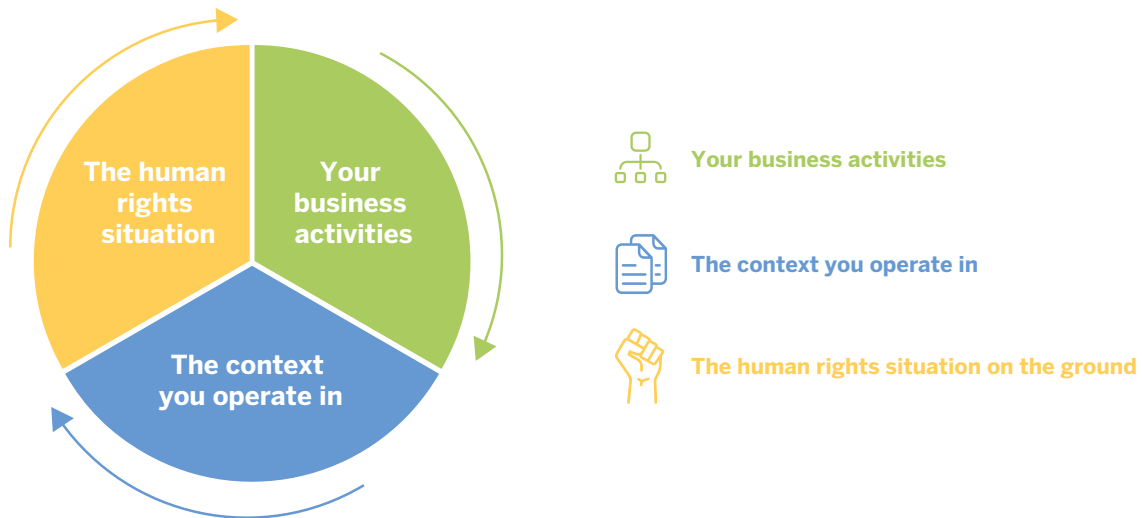 The human
rights
situation
Your
business
activities
The context
you operate in
Your business activities
The context you operate in
The human rights situation on the ground